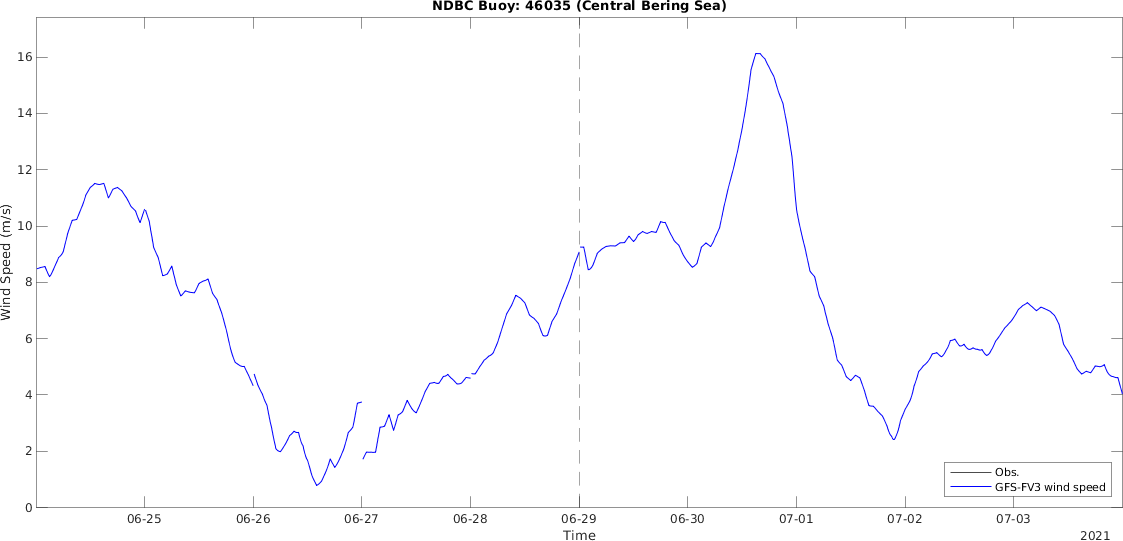 NDBC Buoy: 46035 (Central Bering Sea)
16
14
12
10
8
6
4
2
0
Wind Speed (m/s)
06-25 06-26 06-27 06-28 06-29 06-30 07-01 07-02 07-03
Time
2021
Obs.
GFS-FV3 wind speed